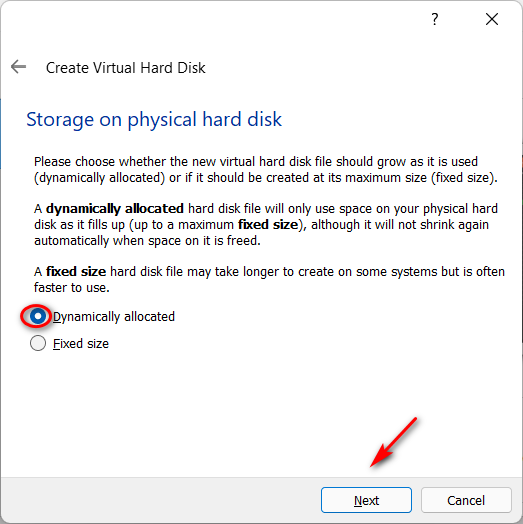 ?
Create Virtual Hard Disk
Storage on physical hard disk
Please choose whether the new virtual hard disk file should grow as it is used
(dynamically allocated) or if it should be created at its maximum size (fixed size).
A dynamically allocated hard disk file will only use space on your physical hard
disk as it fills up (up to a maximum fixed size), although it will not shrink again
automatically when space on it is freed.
A fixed size hard disk file may take longer to create on some systems but is often
faster to use.
Dynamically allocated
Fixed size
Next Cancel